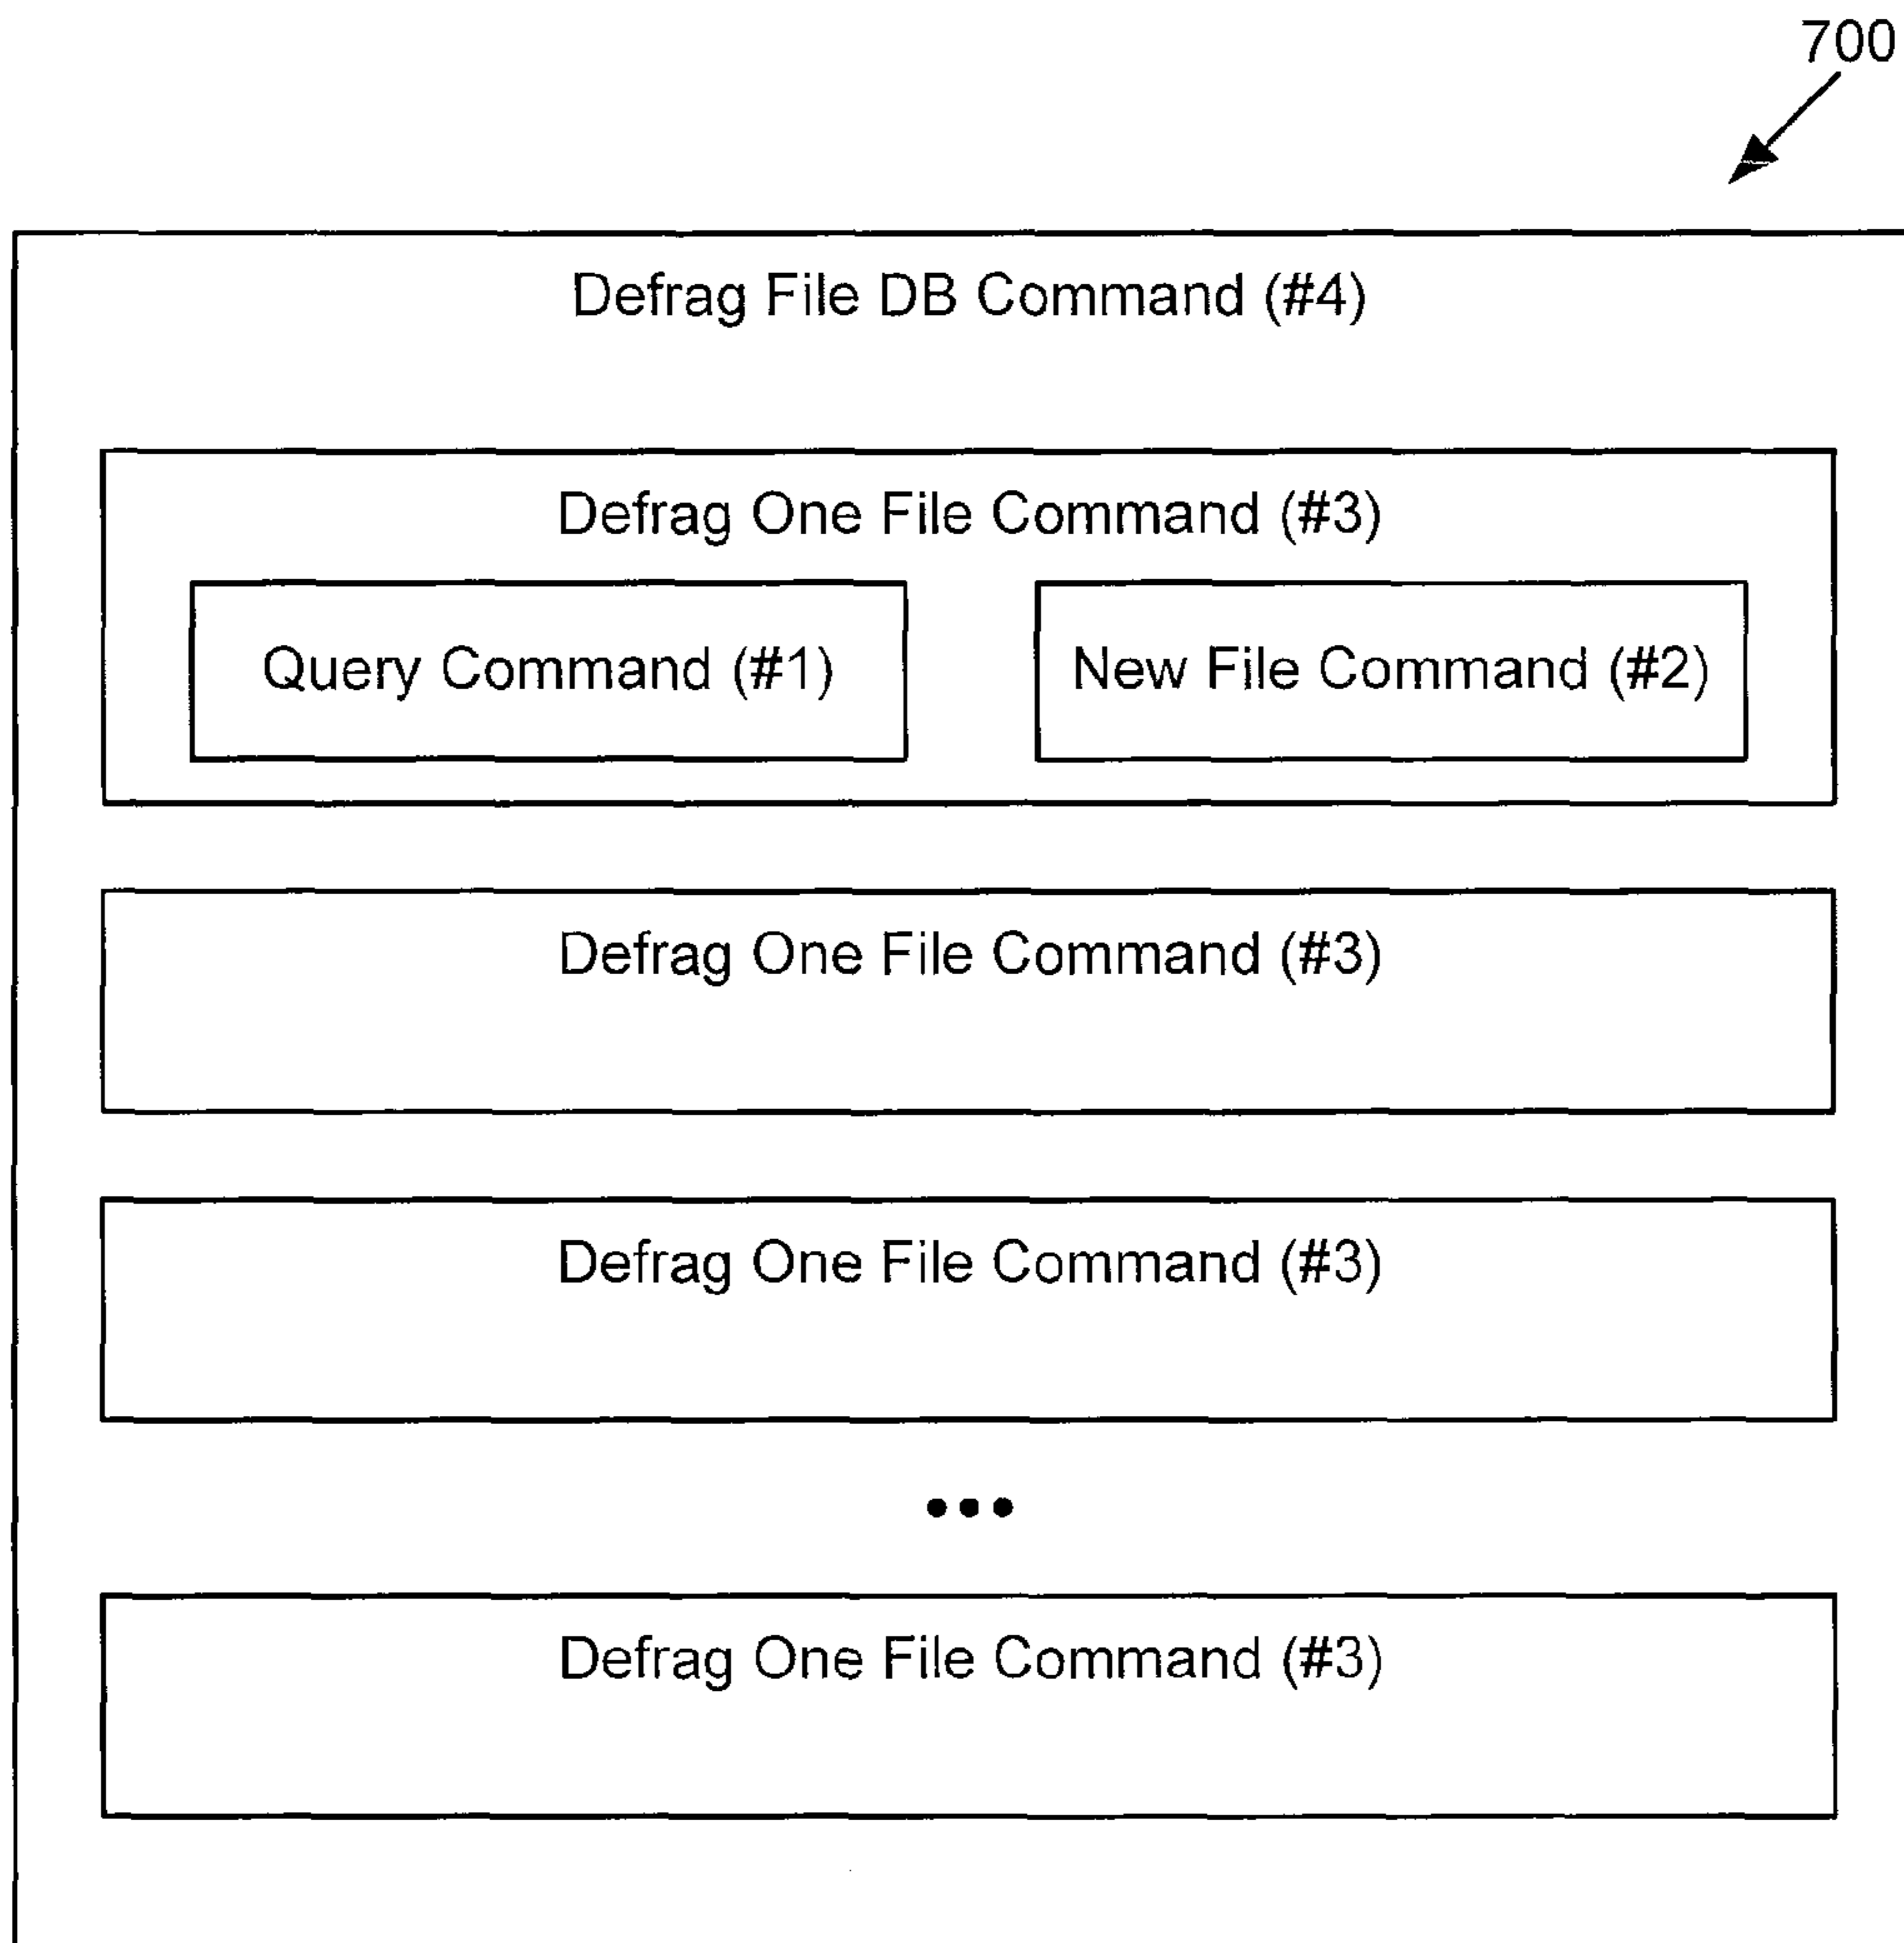 700
Defrag File DB Command (#4)
Defrag One File Command (#3)
Query Command (#1)
New File Command (#2)
Defrag One File Command (#3)
Defrag One File Command (#3)
•••
Defrag One File Command (#3)